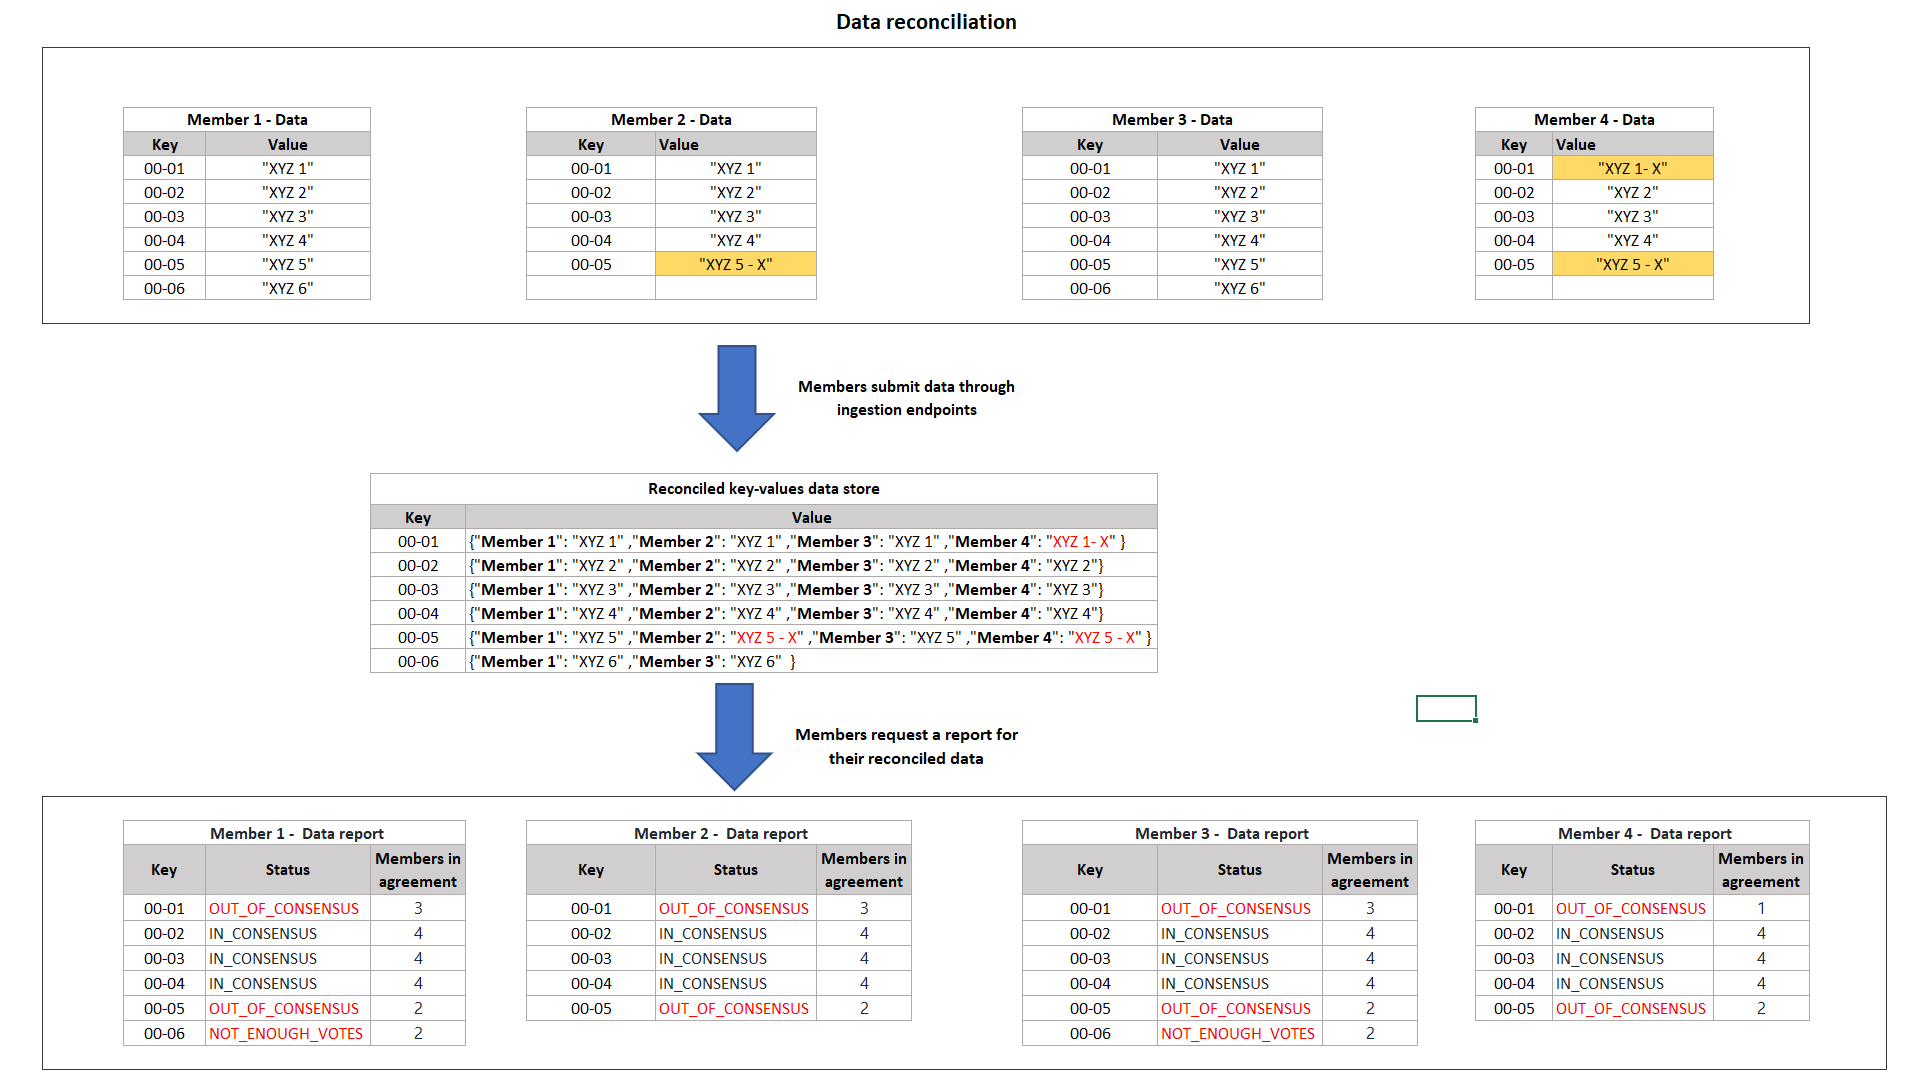 Data reconciliation
Member 1 - Data
Key Value
00-01 "XYZ 1"
00-02 "XYZ 2"
00-03 "XYZ 3"
00-04 "XYZ 4"
00-05 "XYZ 5"
00-06 "XYZ 6"
Member 2 - Data
Key Value
00-01 "XYZ 1"
00-02 "XYZ 2"
00-03 "XYZ 3"
00-04 "XYZ 4"
00-05 "XYZ 5 - X"
Member 3 - Data
Key Value
00-01 "XYZ 1"
00-02 "XYZ 2"
00-03 "XYZ 3"
00-04 "XYZ 4"
00-05 "XYZ 5"
00-06 "XYZ 6"
Member 4 - Data
Key Value
00-01 "XYZ 1- X"
00-02 "XYZ 2"
00-03 "XYZ 3"
00-04 "XYZ 4"
00-05 "XYZ 5 - X"
Members submit data through
ingestion endpoints
Reconciled key-values data store
Key Value
00-01 {"Member 1": "XYZ 1" ,"Member 2": "XYZ 1" ,"Member 3": "XYZ 1" ,"Member 4": "XYZ 1- X" }
00-02 {"Member 1": "XYZ 2" ,"Member 2": "XYZ 2" ,"Member 3": "XYZ 2" ,"Member 4": "XYZ 2"}
00-03 {"Member 1": "XYZ 3" ,"Member 2": "XYZ 3" ,"Member 3": "XYZ 3" ,"Member 4": "XYZ 3"}
00-04 {"Member 1": "XYZ 4" ,"Member 2": "XYZ 4" ,"Member 3": "XYZ 4" ,"Member 4": "XYZ 4"}
00-05 {"Member 1": "XYZ 5" ,"Member 2": "XYZ 5 - X" ,"Member 3": "XYZ 5" ,"Member 4": "XYZ 5 - X" }
00-06 {"Member 1": "XYZ 6" ,"Member 3": "XYZ 6" }
Members request a report for
their reconciled data
Member 1 - Data report
Key Status Members in
agreement
00-01 OUT_OF_CONSENSUS 3
00-02 IN_CONSENSUS 4
00-03 IN_CONSENSUS 4
00-04 IN_CONSENSUS 4
00-05 OUT_OF_CONSENSUS 2
00-06 NOT_ENOUGH_VOTES 2
Member 2 - Data report
Key Status Members in
agreement
00-01 OUT_OF_CONSENSUS 3
00-02 IN_CONSENSUS 4
00-03 IN_CONSENSUS 4
00-04 IN_CONSENSUS 4
00-05 OUT_OF_CONSENSUS 2
Member 3 - Data report
Key Status Members in
agreement
00-01 OUT_OF_CONSENSUS 3
00-02 IN_CONSENSUS 4
00-03 IN_CONSENSUS 4
00-04 IN_CONSENSUS 4
00-05 OUT_OF_CONSENSUS 2
00-06 NOT_ENOUGH_VOTES 2
Member 4 - Data report
Key Status Members in
agreement
00-01 OUT_OF_CONSENSUS 1
00-02 IN_CONSENSUS 4
00-03 IN_CONSENSUS 4
00-04 IN_CONSENSUS 4
00-05 OUT_OF_CONSENSUS 2